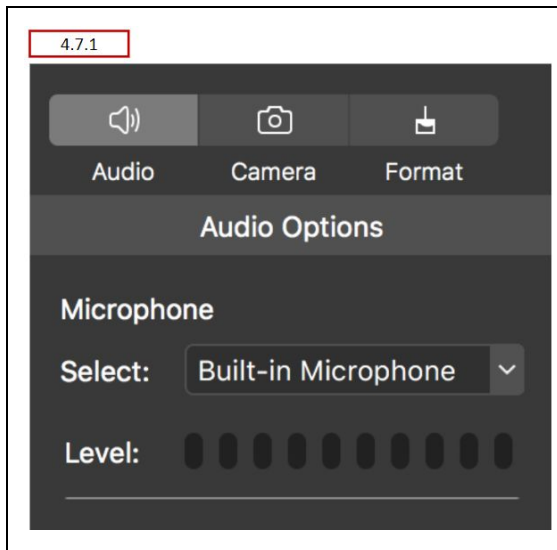 4.7.1
Audio Camera Format
Audio Options
Microphone
Select: Built-in Microphone
Level: